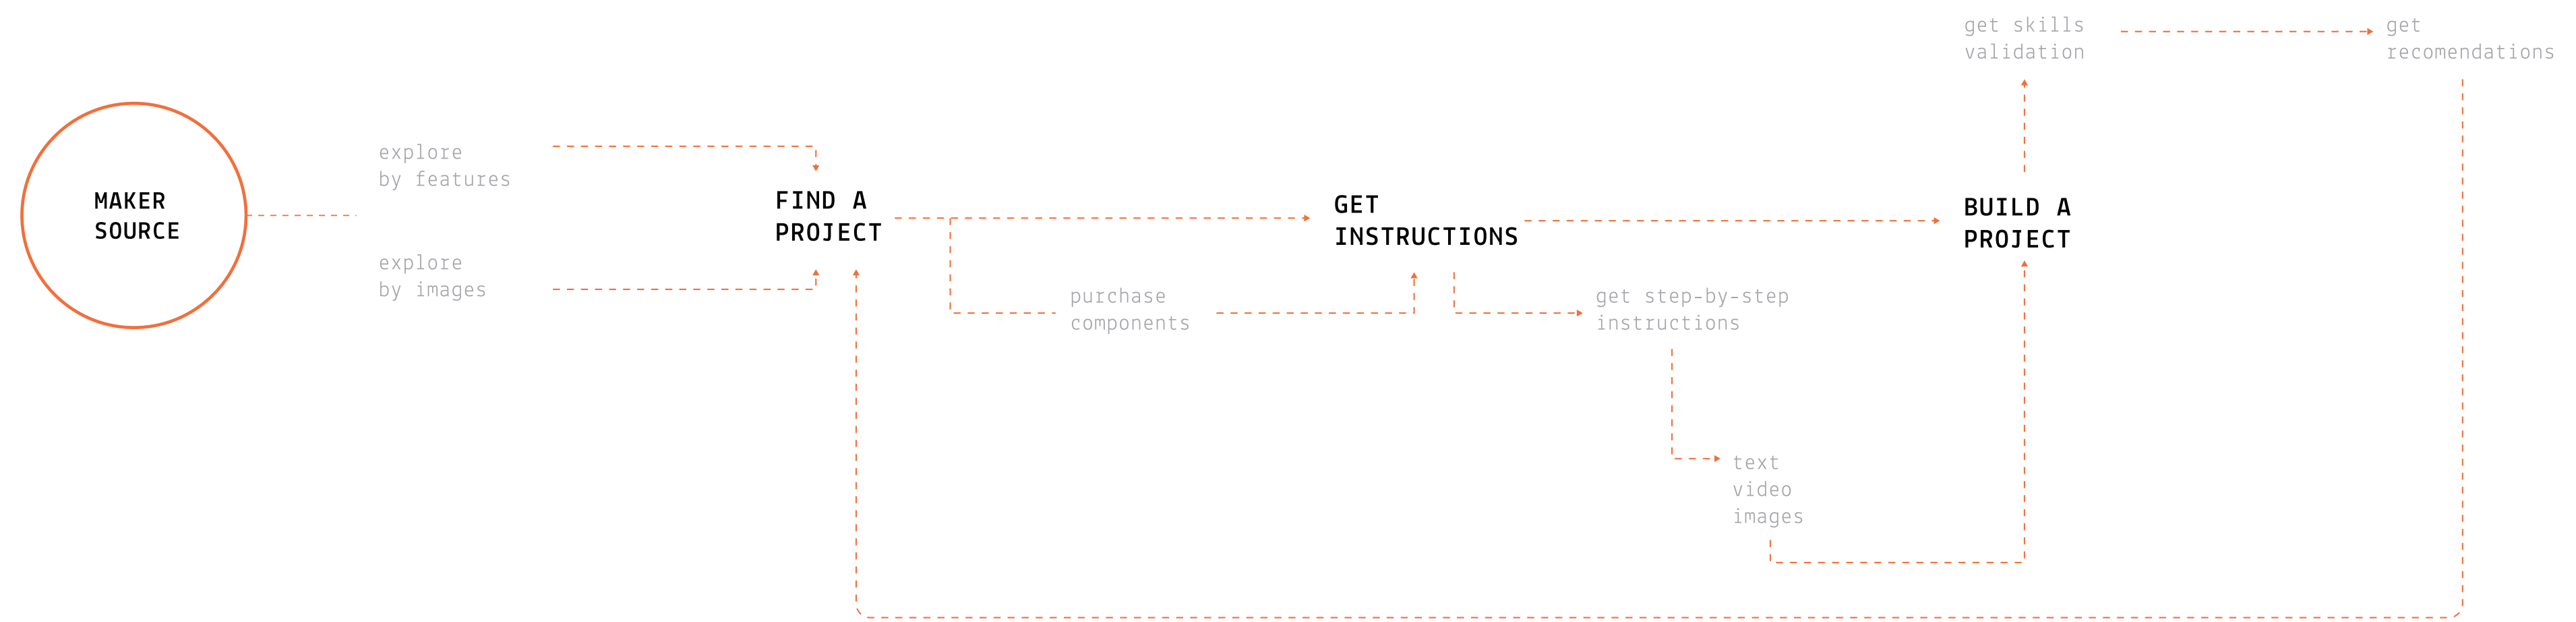 MAKER
SOURCE
explore
by features
explore
by images
FIND A
PROJECT
purchase
components
GET
INSTRUCTIONS
get step-by-step
instructions
text
video
images
BUILD A
PROJECT
get skills
validation
get
recomendations